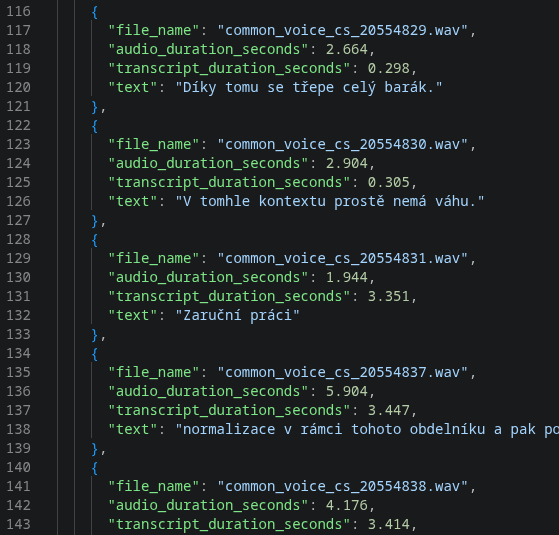 116 {
117 "file_name": "common_voice_cs_20554829.wav",
118 "audio_duration_seconds": 2.664,
119 "transcript_duration_seconds": 0.298,
120 "text": "Díky tomu se třepe celý barák."
121 },
122 {
123 "file_name": "common_voice_cs_20554830.wav",
124 "audio_duration_seconds": 2.904,
125 "transcript_duration_seconds": 0.305,
126 "text": "V tomhle kontextu prostě nemá váhu."
127 },
128 {
129 "file_name": "common_voice_cs_20554831.wav",
130 "audio_duration_seconds": 1.944,
131 "transcript_duration_seconds": 3.351,
132 "text": "Zaruční práci"
133 },
134 {
135 "file_name": "common_voice_cs_20554837.wav",
136 "audio_duration_seconds": 5.904,
137 "transcript_duration_seconds": 3.447,
138 "text": "normalizace v rámci tohoto obdelníku a pak
139 },
140 {
141 "file_name": "common_voice_cs_20554838.wav",
142 "audio_duration_seconds": 4.176,
143 "transcript_duration_seconds": 3.414,